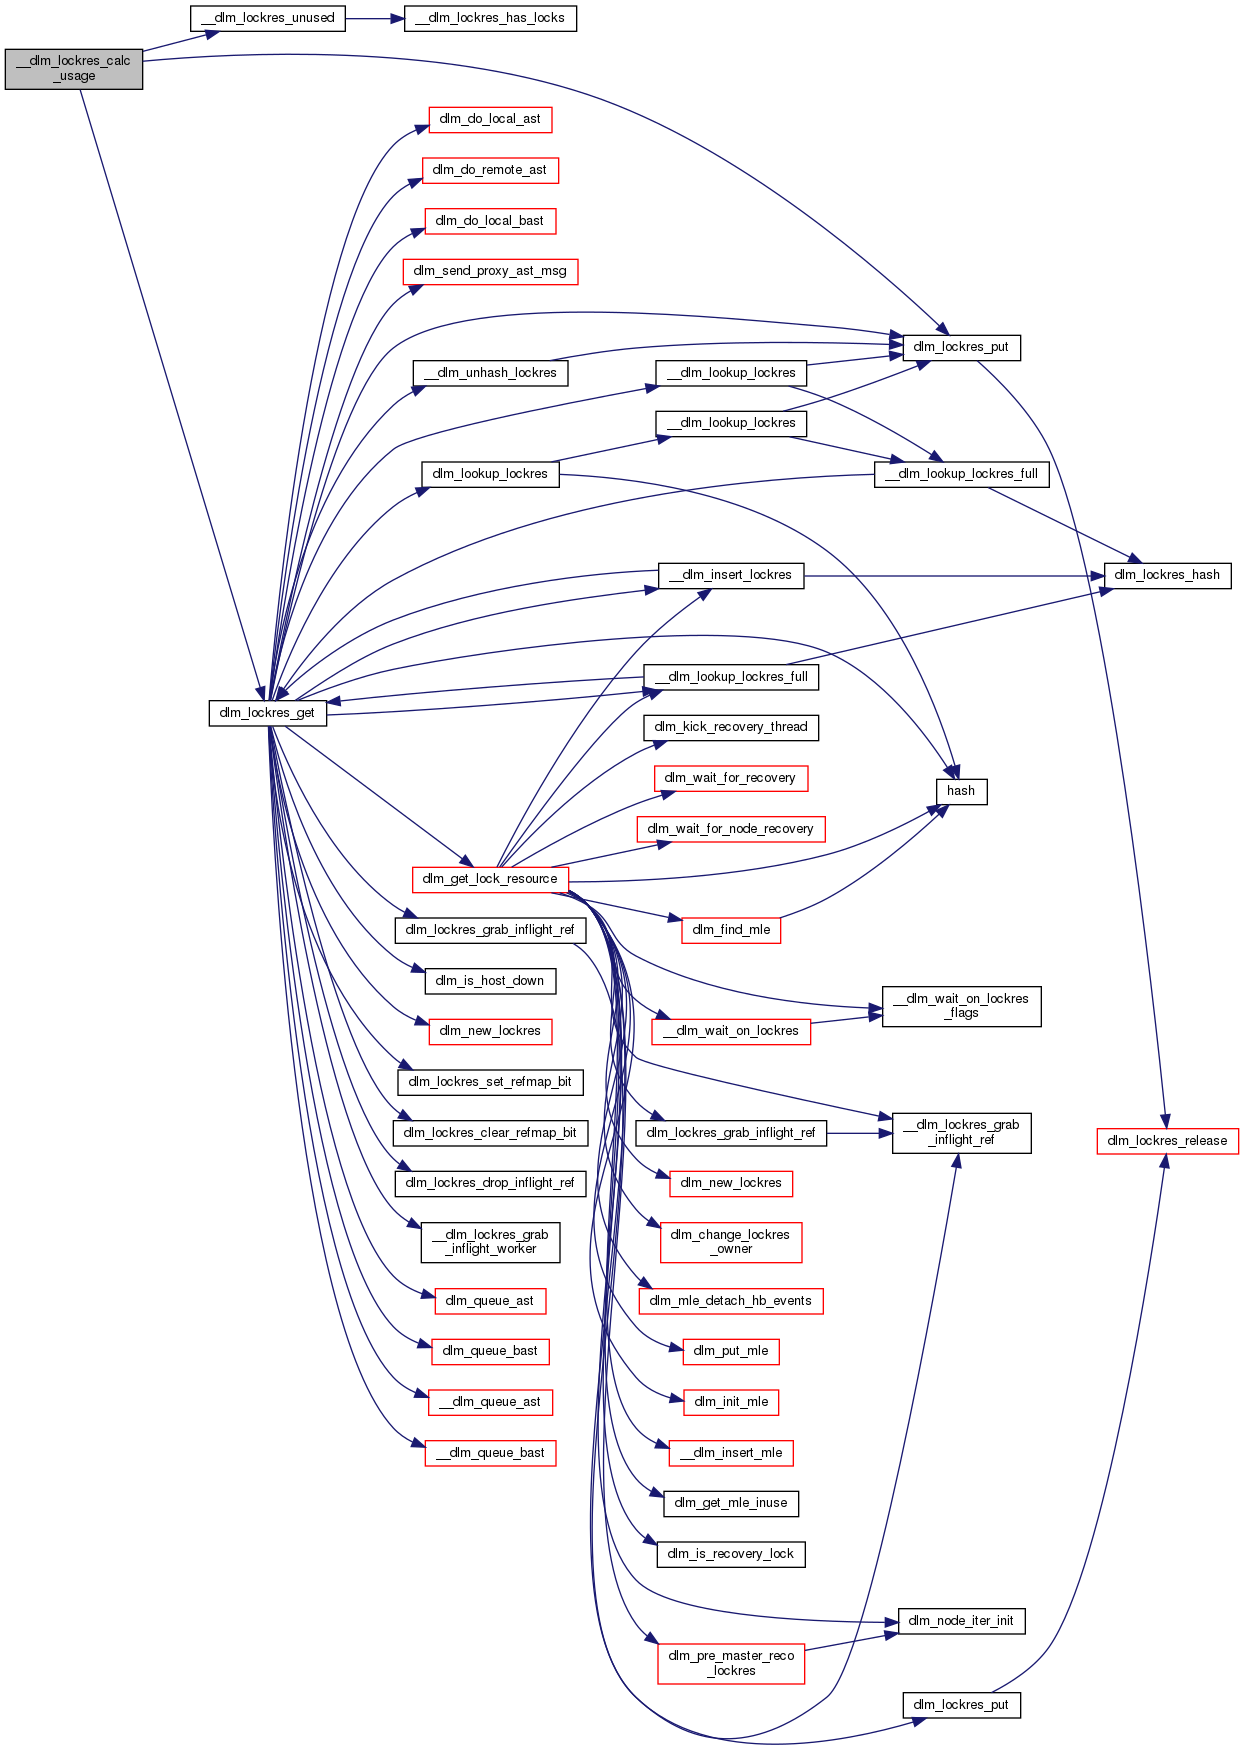 __dlm_lockres_unused
__dlm_lockres_has_locks
__dlm_lockres_calc
_usage
dlm_do_local_ast
dlm_do_remote_ast
dlm_do_local_bast
dlm_send_proxy_ast_msg
dlm_lockres_put
__dlm_unhash_lockres
__dlm_lookup_lockres
__dlm_lookup_lockres
dlm_lookup_lockres
__dlm_lookup_lockres_full
__dlm_insert_lockres
dlm_lockres_hash
__dlm_lookup_lockres_full
dlm_lockres_get
dlm_kick_recovery_thread
dlm_wait_for_recovery
hash
dlm_wait_for_node_recovery
dlm_get_lock_resource
dlm_lockres_grab_inflight_ref
dlm_find_mle
dlm_is_host_down
__dlm_wait_on_lockres
_flags
dlm_new_lockres
__dlm_wait_on_lockres
dlm_lockres_set_refmap_bit
dlm_lockres_clear_refmap_bit
dlm_lockres_grab_inflight_ref
__dlm_lockres_grab
_inflight_ref
dlm_lockres_release
dlm_lockres_drop_inflight_ref
dlm_new_lockres
__dlm_lockres_grab
_inflight_worker
dlm_change_lockres
_owner
dlm_queue_ast
dlm_mle_detach_hb_events
dlm_queue_bast
dlm_put_mle
__dlm_queue_ast
dlm_init_mle
__dlm_queue_bast
__dlm_insert_mle
dlm_get_mle_inuse
dlm_is_recovery_lock
dlm_node_iter_init
dlm_pre_master_reco
_lockres
dlm_lockres_put